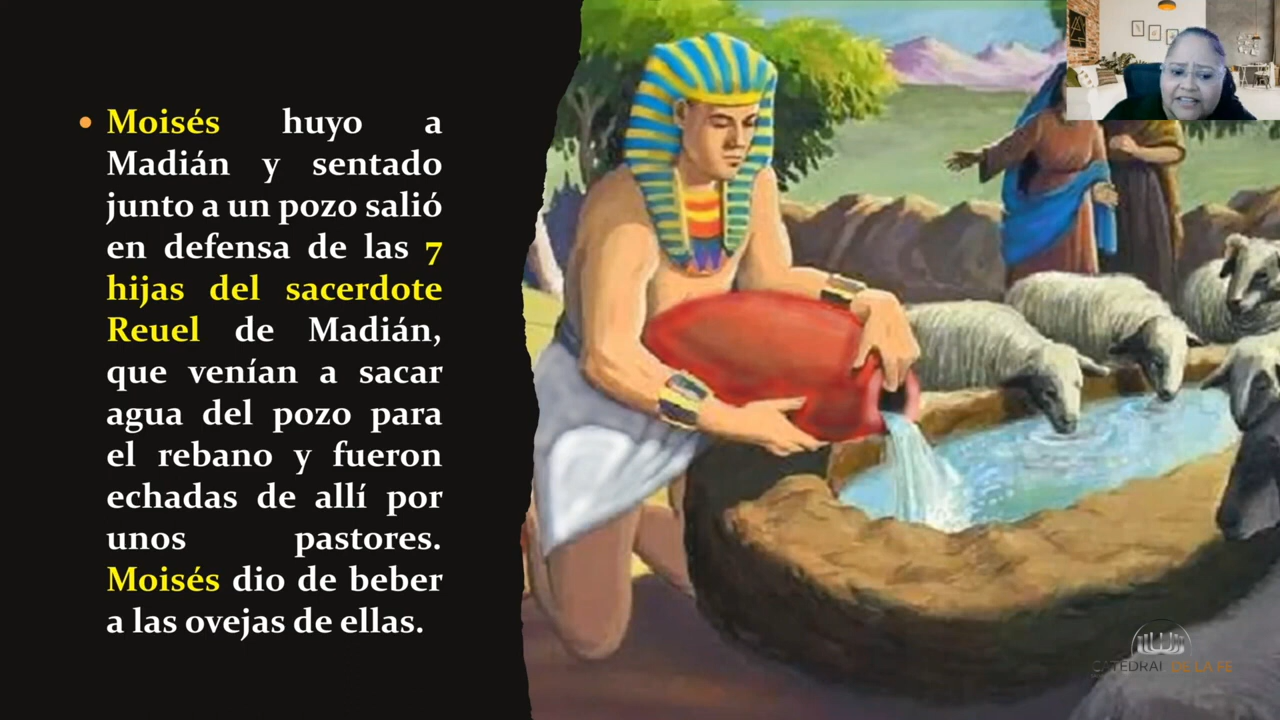 Moisés huyo a
Madián y sentado
junto a un pozo salió
en defensa de las 7
hijas del sacerdote
Reuel de Madián,
que venían a sacar
agua del pozo para
el rebano y fueron
echadas de allí por
unos pastores.
Moisés dio de beber
a las ovejas de ellas.
CATEDRAL DE LA FE